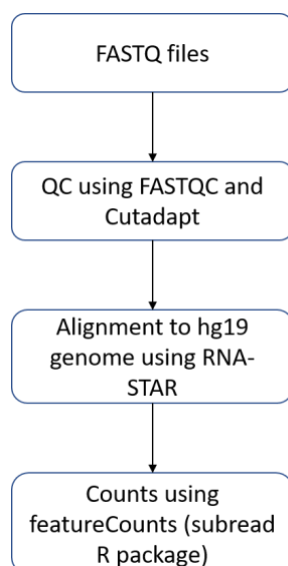 FASTQ files
QC using FASTQC and
Cutadapt
Alignment to hg19
genome using RNA-
STAR
Counts using
featureCounts (subread
R package)